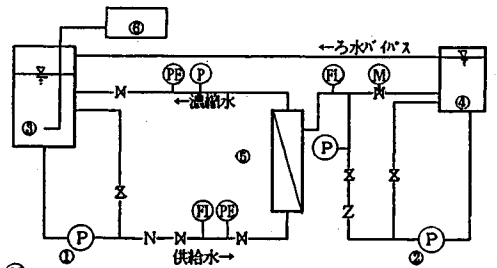 ⑥
←ろ水バイパス
PE P FI M
←濃縮水
③ ④
⑤
P
FI PE
P N Z P
① 供給水→ ②